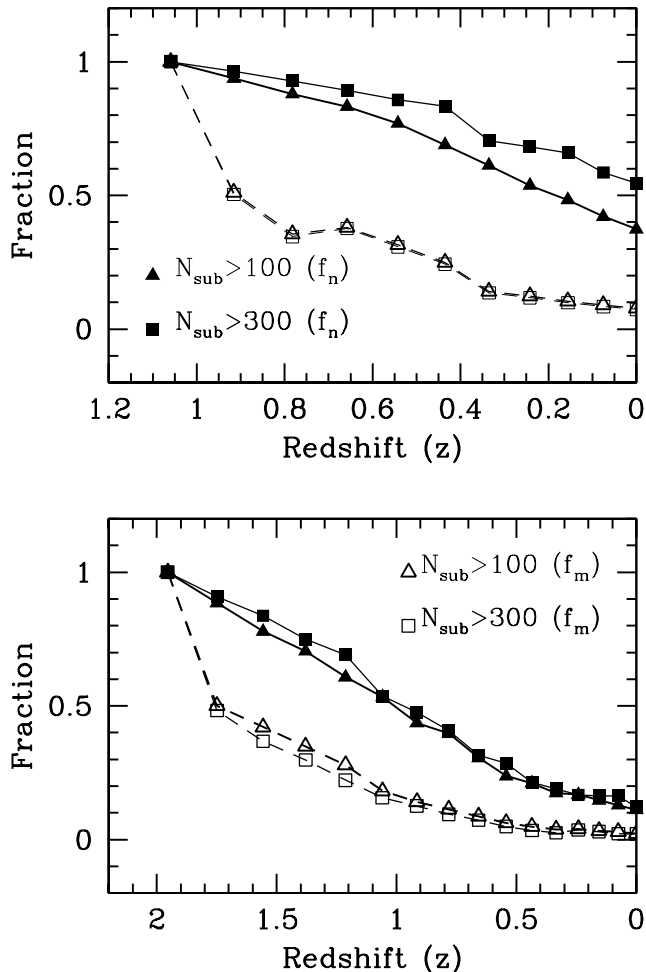 1
0.5
0
Fraction
N_sub>100 (f_n)
N_sub>300 (f_n)
1.2 1 0.8 0.6 0.4 0.2 0
Redshift (z)
1
0.5
0
Fraction
N_sub>100 (f_m)
N_sub>300 (f_m)
2 1.5 1 0.5 0
Redshift (z)